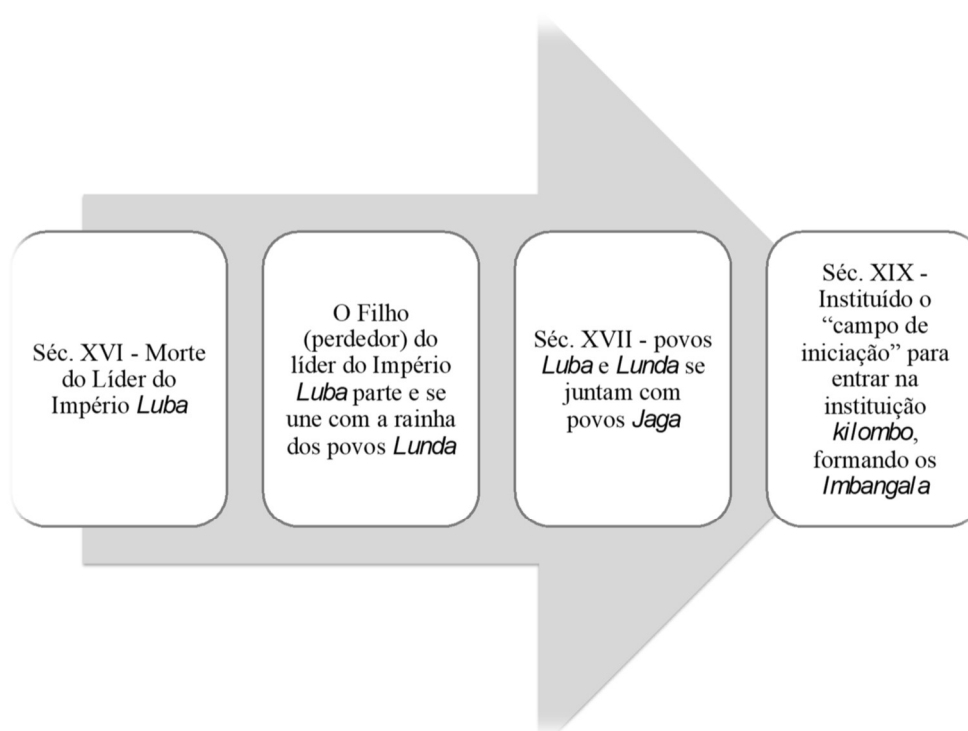 Séc. XVI - Morte
do Líder do
Império Luba
O Filho
(perdedor) do
líder do Império
Luba parte e se
une com a rainha
dos povos Lunda
Séc. XVII - povos
Luba e Lunda se
juntam com
povos Jaga
Séc. XIX -
Instituído o
“campo de
iniciação” para
entrar na
instituição
kilombo,
formando os
Imbangala